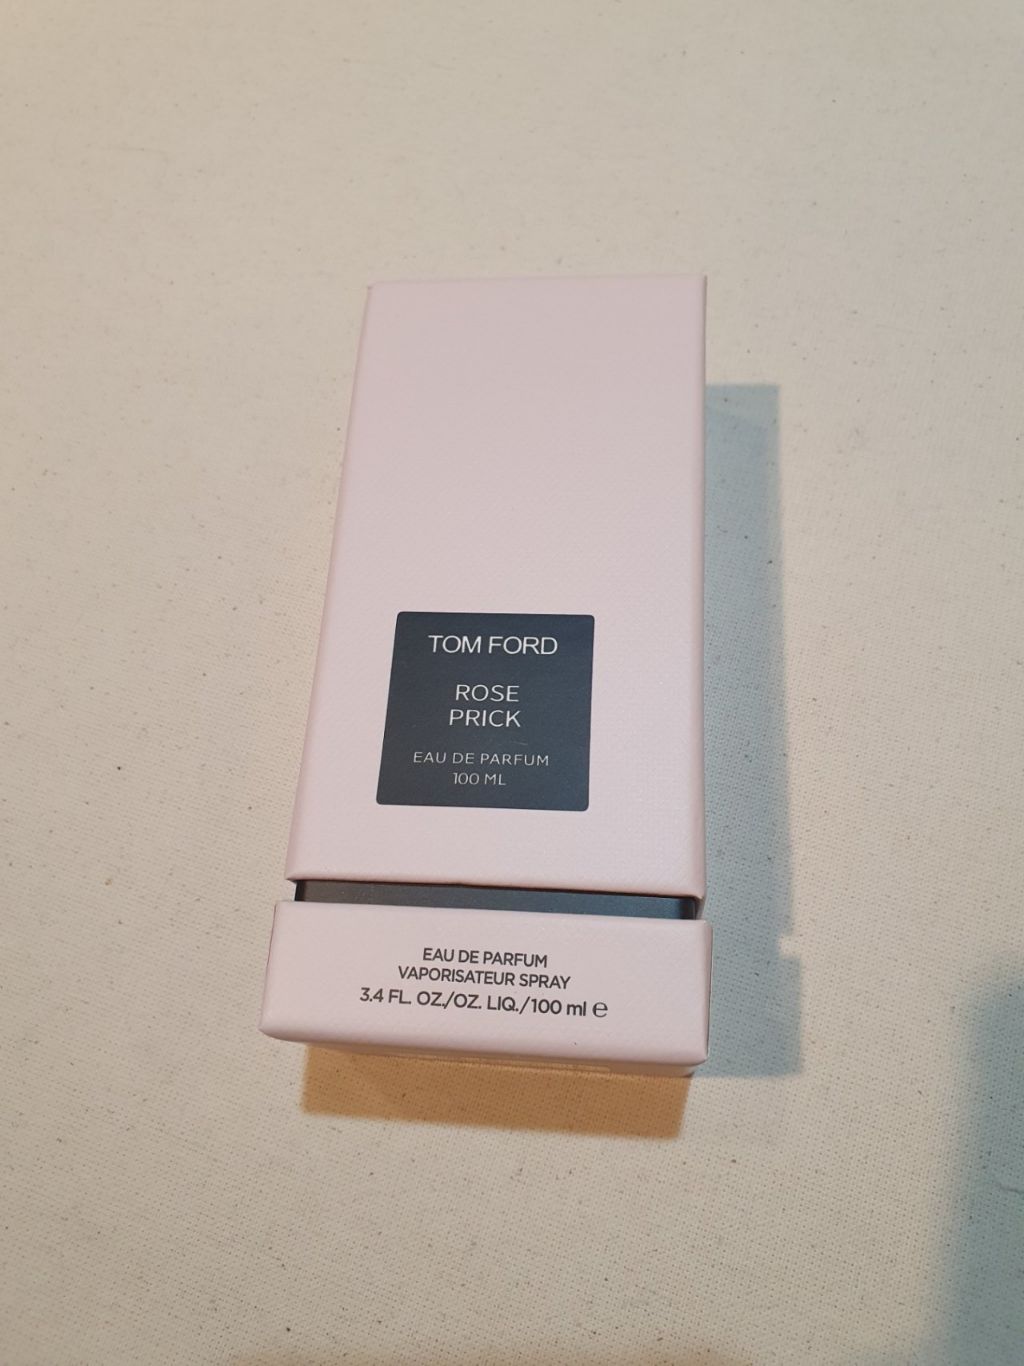 TOM FORD
ROSE
PRICK
EAU DE PARFUM
100 ML
EAU DE PARFUM
VAPORISATEUR SPRAY
3.4 FL. OZ./OZ. LIQ./100 ml ℮